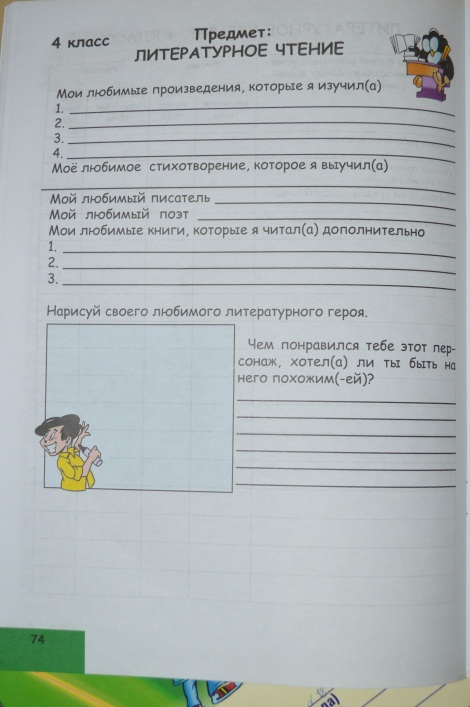 4 класс
Предмет:
ЛИТЕРАТУРНОЕ ЧТЕНИЕ
Мои любимые произведения, которые я изучил(а)
1.
2.
3.
4.
Моё любимое стихотворение, которое я выучил(а)
Мой любимый писатель
Мой любимый поэт
Мои любимые книги, которые я читал(а) дополнительно
1.
2.
3.
Нарисуй своего любимого литературного героя.
Чем понравился тебе этот пер-
сонаж, хотел(а) ли ты быть на
него похожим(-ей)?
74